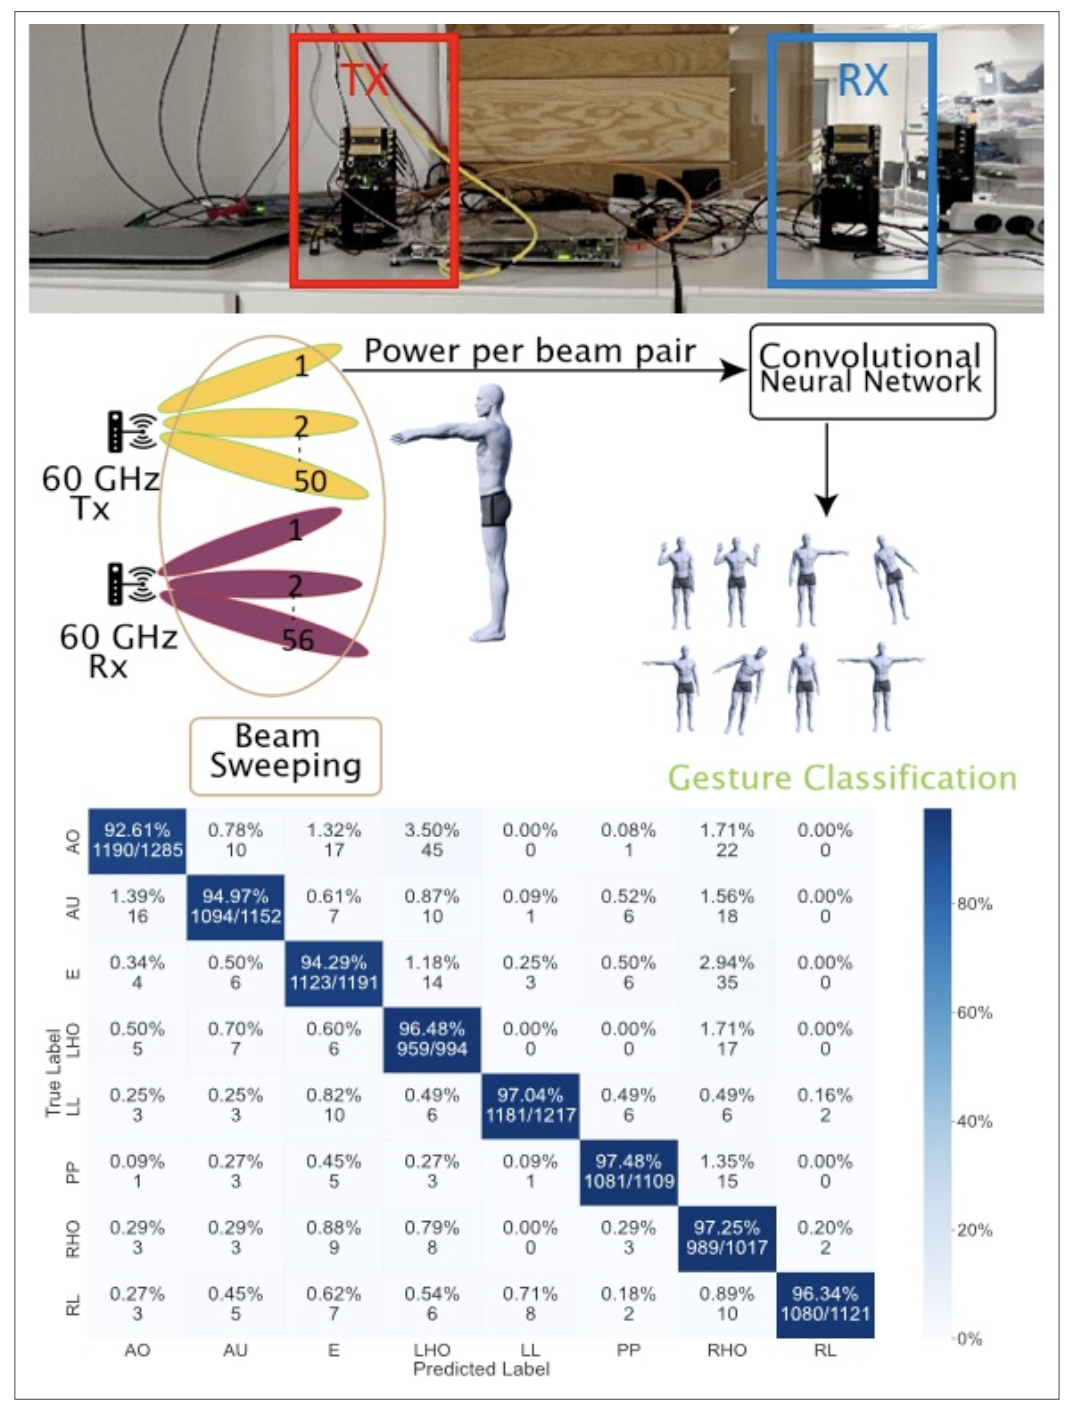 TX
RX
Power per beam pair
Convolutional
Neural Network
1
2
50
60 GHz
Tx
1
2
56
60 GHz
Rx
Beam
Sweeping
Gesture Classification
True Label
AO
92.61% 0.78% 1.32% 3.50% 0.00% 0.08% 1.71% 0.00%
1190/1285 10 17 45 0 1 22 0
AU
1.39% 94.97% 0.61% 0.87% 0.09% 0.52% 1.56% 0.00%
16 1094/1152 7 10 1 6 18 0
E
0.34% 0.50% 94.29% 1.18% 0.25% 0.50% 2.94% 0.00%
4 6 1123/1191 14 3 6 35 0
LHO
0.50% 0.70% 0.60% 96.48% 0.00% 0.00% 1.71% 0.00%
5 7 6 959/994 0 0 17 0
LL
0.25% 0.25% 0.82% 0.49% 97.04% 0.49% 0.49% 0.16%
3 3 10 6 1181/1217 6 6 2
PP
0.09% 0.27% 0.45% 0.27% 0.09% 97.48% 1.35% 0.00%
1 3 5 3 1 1081/1109 15 0
RHO
0.29% 0.29% 0.88% 0.79% 0.00% 0.29% 97.25% 0.20%
3 3 9 8 0 3 989/1017 2
RL
0.27% 0.45% 0.62% 0.54% 0.71% 0.18% 0.89% 96.34%
3 5 7 6 8 2 10 1080/1121
AO AU E LHO LL PP RHO RL
Predicted Label
80%
60%
40%
20%
0%